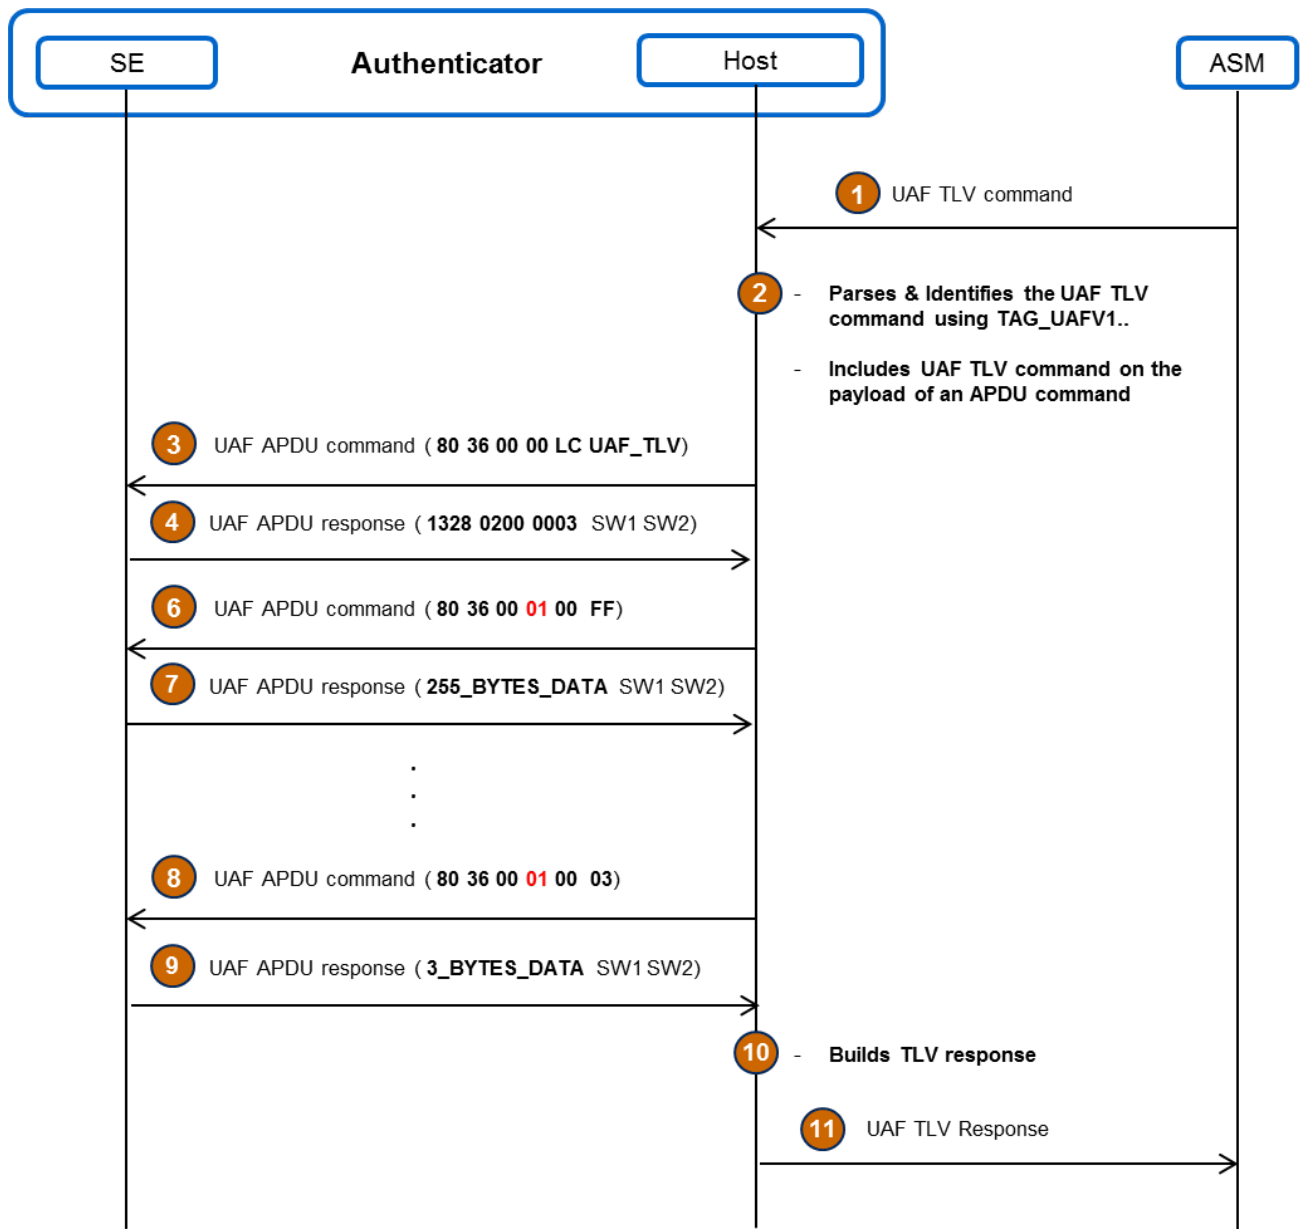 SE
Authenticator
Host
ASM
1 UAF TLV command
2 - Parses & Identifies the UAF TLV
command using TAG_UAFV1..
- Includes UAF TLV command on the
payload of an APDU command
3 UAF APDU command ( 80 36 00 00 LC UAF_TLV)
4 UAF APDU response ( 1328 0200 0003 SW1 SW2)
6 UAF APDU command ( 80 36 00 01 00 FF)
7 UAF APDU response ( 255_BYTES_DATA SW1 SW2)
.
.
.
8 UAF APDU command ( 80 36 00 01 00 03)
9 UAF APDU response ( 3_BYTES_DATA SW1 SW2)
10 - Builds TLV response
11 UAF TLV Response